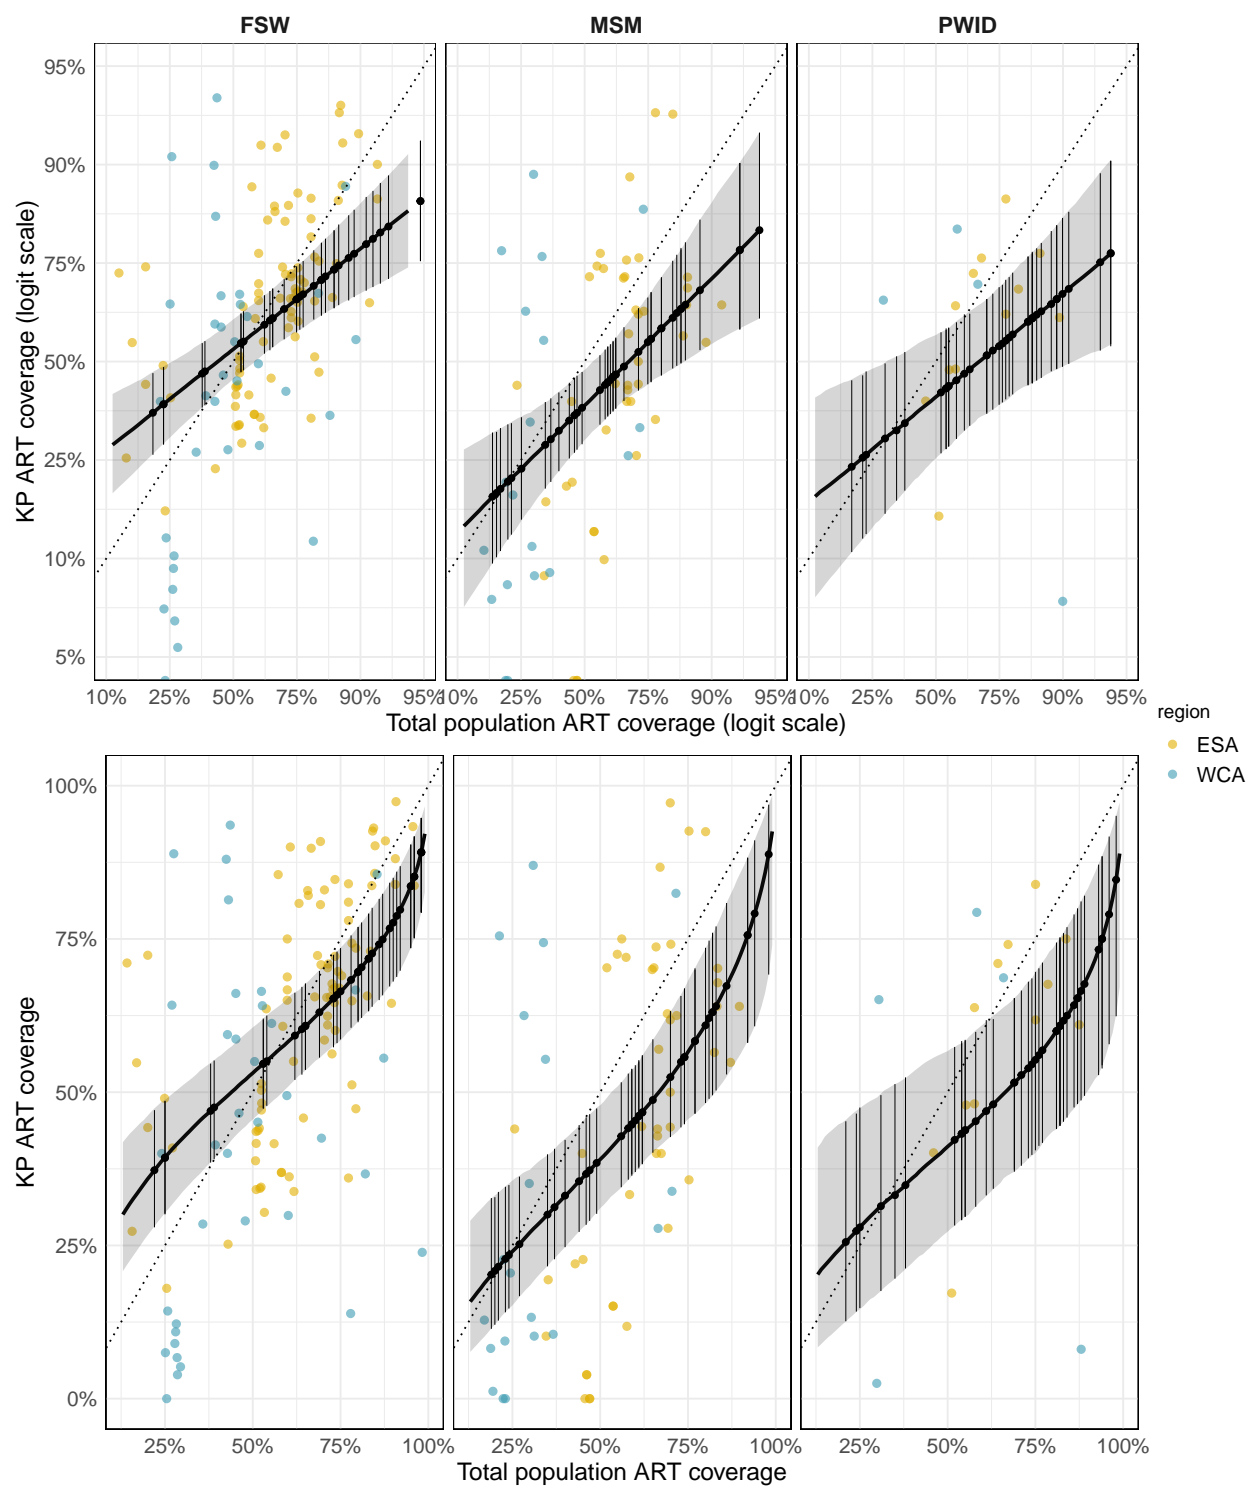 FSW MSM PWID
95%
90%
75%
50%
25%
10%
5%
KP ART coverage (logit scale)
10% 25% 50% 75% 90% 95% 10% 25% 50% 75% 90% 95% 10% 25% 50% 75% 90% 95%
Total population ART coverage (logit scale)
region
ESA
WCA
100%
75%
50%
25%
0%
KP ART coverage
25% 50% 75% 100% 25% 50% 75% 100% 25% 50% 75% 100%
Total population ART coverage